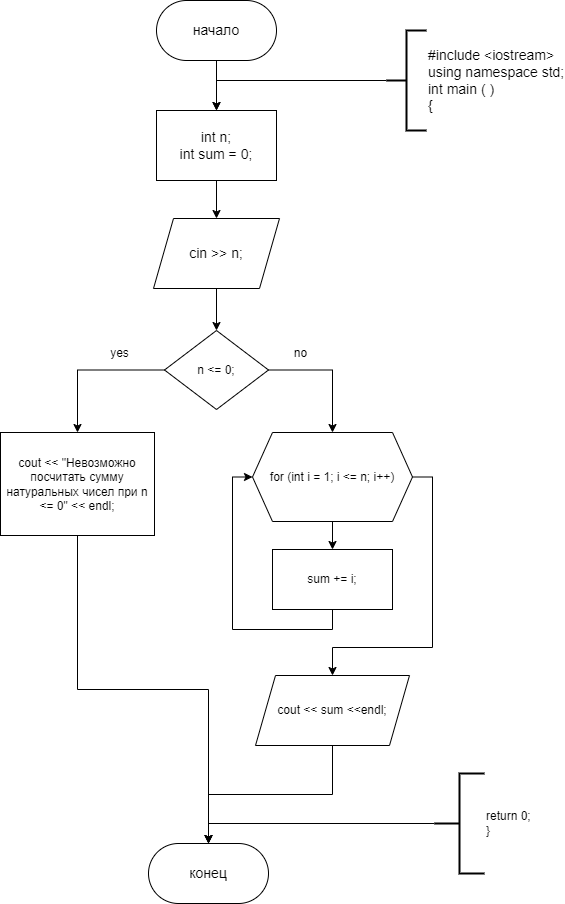 начало
#include <iostream>
using namespace std;
int main ( )
{
int n;
int sum = 0;
cin >> n;
yes
n <= 0;
no
cout << "Невозможно
посчитать сумму
натуральных чисел при n
<= 0" << endl;
for (int i = 1; i <= n; i++)
sum += i;
cout << sum <<endl;
return 0;
}
конец